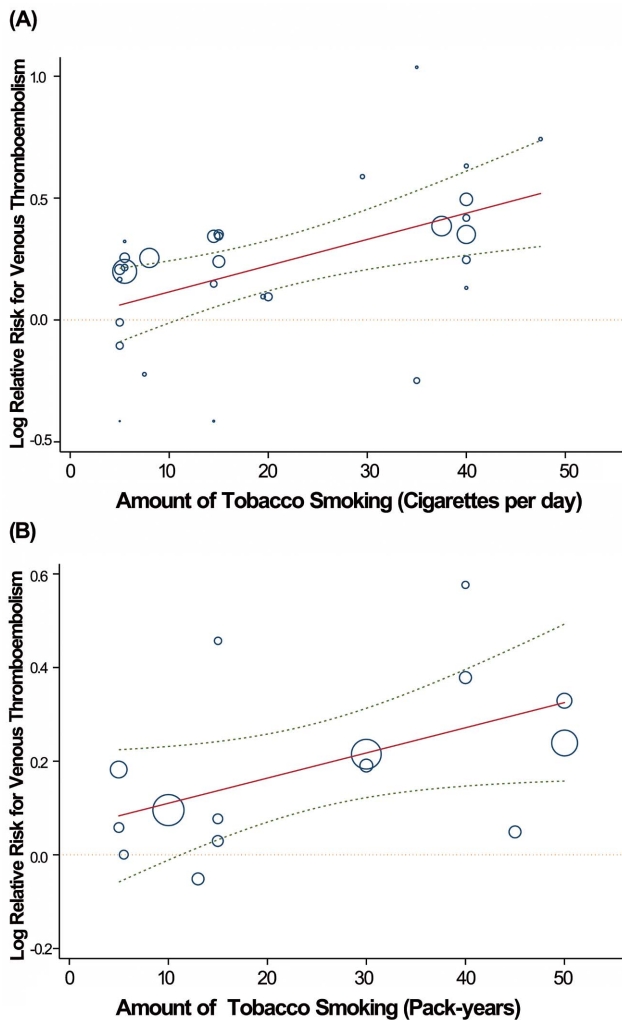 (A)
Log Relative Risk for Venous Thromboembolism
1.0
0.5
0.0
-0.5
0 10 20 30 40 50
Amount of Tobacco Smoking (Cigarettes per day)
(B)
Log Relative Risk for Venous Thromboembolism
0.6
0.4
0.2
0.0
-0.2
0 10 20 30 40 50
Amount of Tobacco Smoking (Pack-years)